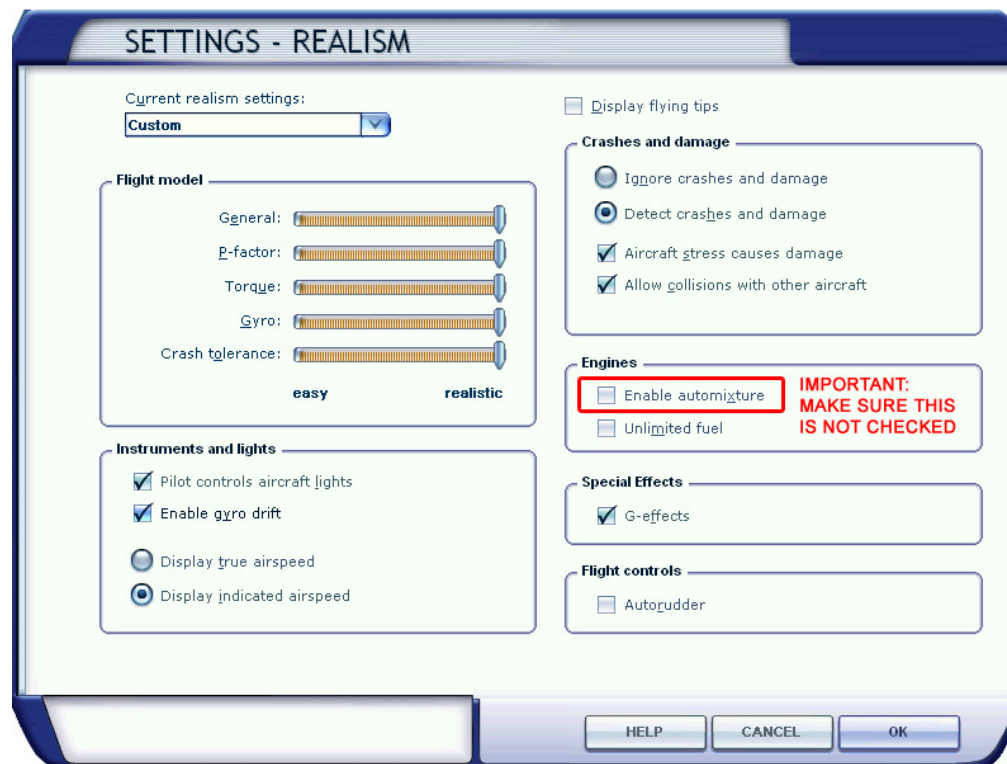 SETTINGS - REALISM
Current realism settings:
Custom
Flight model
General:
P-factor:
Torque:
Gyro:
Crash tolerance:
easy realistic
Instruments and lights
Pilot controls aircraft lights
Enable gyro drift
Display true airspeed
Display indicated airspeed
Display flying tips
Crashes and damage
Ignore crashes and damage
Detect crashes and damage
Aircraft stress causes damage
Allow collisions with other aircraft
Engines
Enable automixture
IMPORTANT:
MAKE SURE THIS
IS NOT CHECKED
Unlimited fuel
Special Effects
G-effects
Flight controls
Autorudder
HELP CANCEL OK